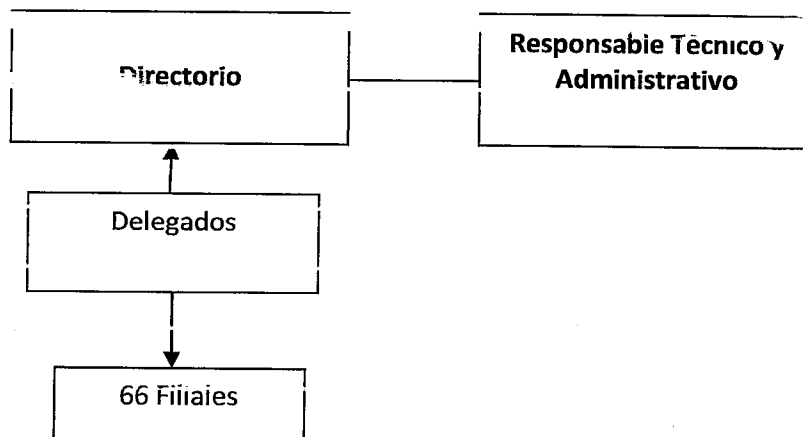 Directorio
Responsable Técnico y
Administrativo
Delegados
66 Filiales